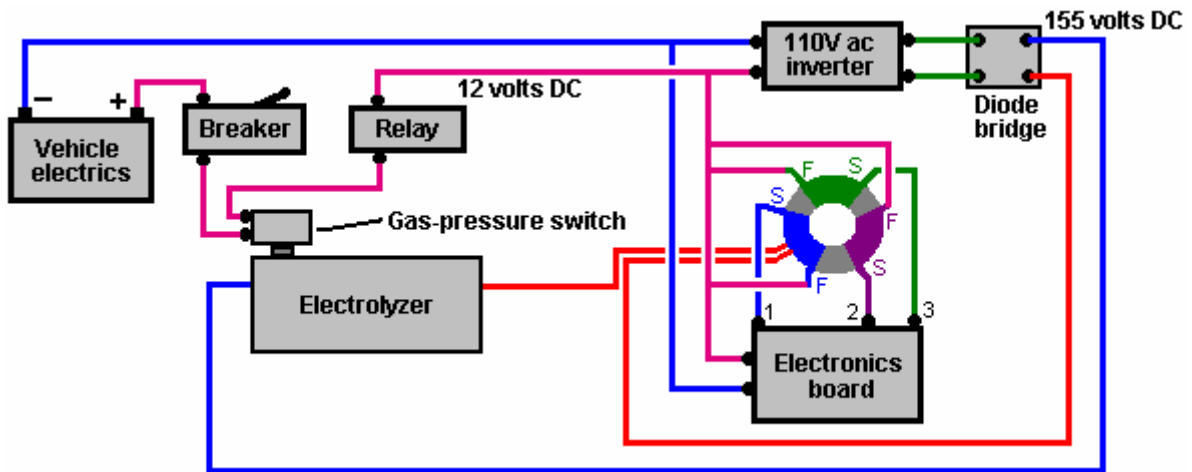 155 volts DC
110V ac
inverter
Diode
bridge
12 volts DC
− +
Vehicle
electrics
Breaker
Relay
Gas-pressure switch
Electrolyzer
F S
S F
F S
1 2 3
Electronics
board